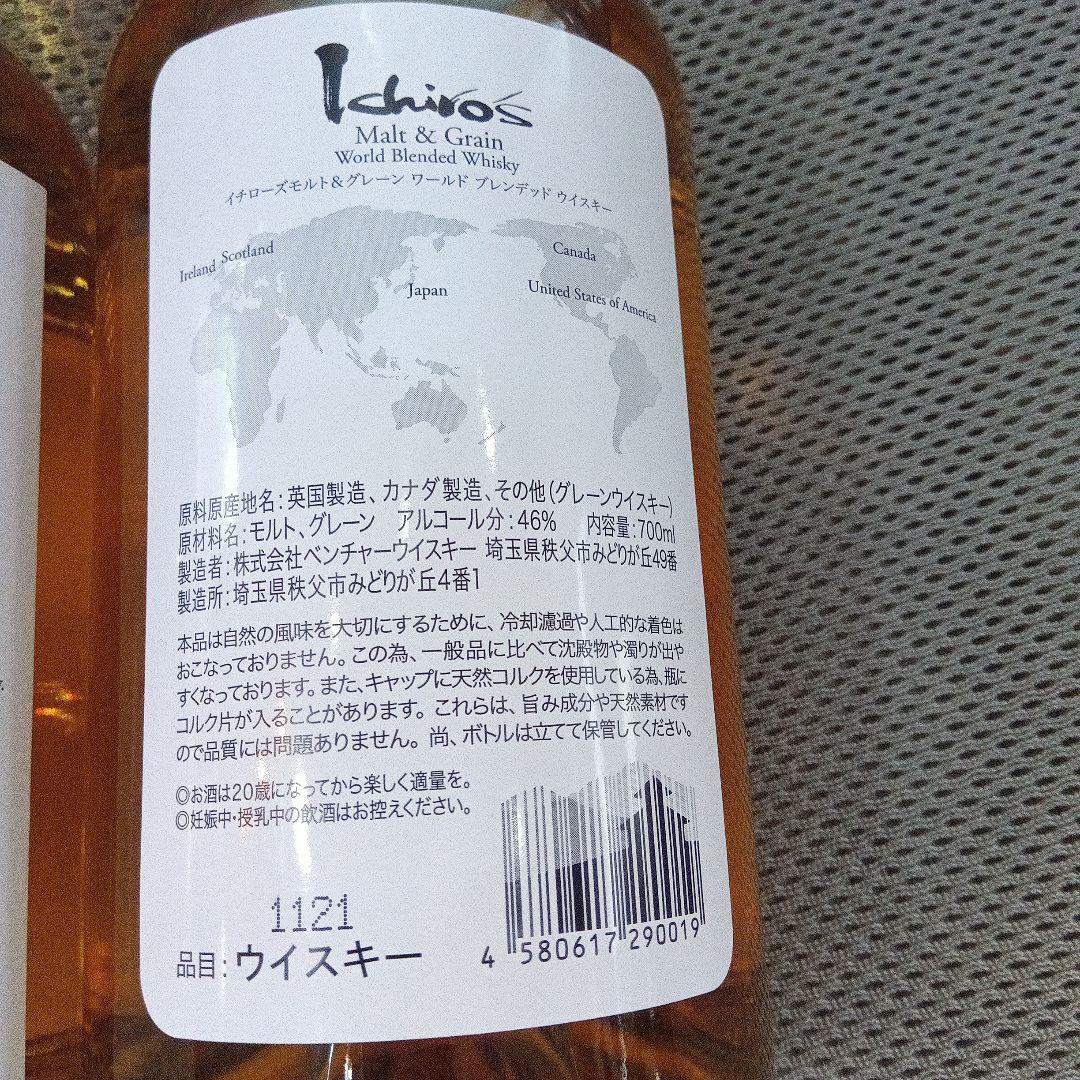 Ichiro's
Malt & Grain
World Blended Whisky
イチローズモルト&グレーン ワールド ブレンデッド ウイスキー
Ireland Scotland
Canada
Japan
United States of America
原料原産地名:英国製造、カナダ製造、その他(グレーンウイスキー)
原材料名:モルト、グレーン アルコール分:46% 内容量:700ml
製造者:株式会社ベンチャーウイスキー 埼玉県秩父市みどりが丘49番
製造所:埼玉県秩父市みどりが丘4番1
本品は自然の風味を大切にするために、冷却濾過や人工的な着色は
おこなっておりません。この為、一般品に比べて沈殿物や濁りが出や
すくなっております。また、キャップに天然コルクを使用している為、瓶に
コルク片が入ることがあります。これらは、旨み成分や天然素材です
ので品質には問題ありません。尚、ボトルは立てて保管してください。
◎お酒は20歳になってから楽しく適量を。
◎妊娠中・授乳中の飲酒はお控えください。
1121
品目:ウイスキー
4 580617 290019